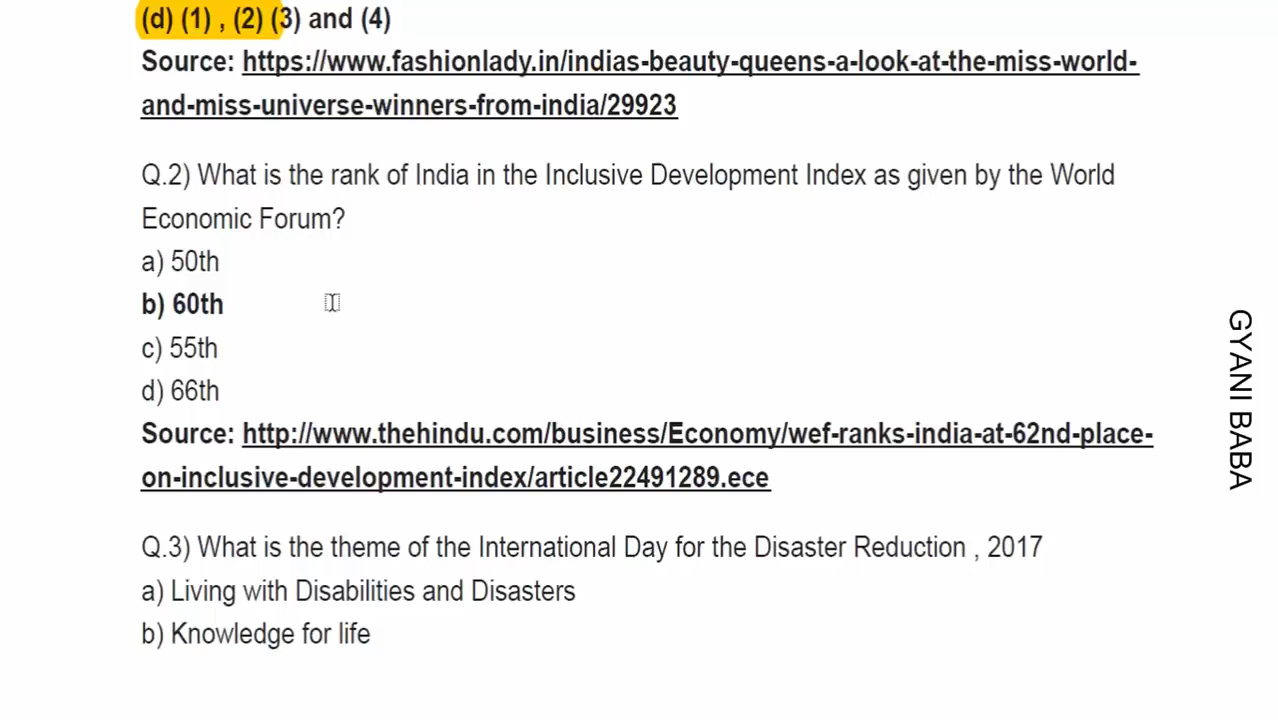 (d) (1) , (2) (3) and (4)
Source: https://www.fashionlady.in/indias-beauty-queens-a-look-at-the-miss-world-
and-miss-universe-winners-from-india/29923
Q.2) What is the rank of India in the Inclusive Development Index as given by the World
Economic Forum?
a) 50th
b) 60th
c) 55th
d) 66th
Source: http://www.thehindu.com/business/Economy/wef-ranks-india-at-62nd-place-
on-inclusive-development-index/article22491289.ece
Q.3) What is the theme of the International Day for the Disaster Reduction , 2017
a) Living with Disabilities and Disasters
b) Knowledge for life
GYANI BABA